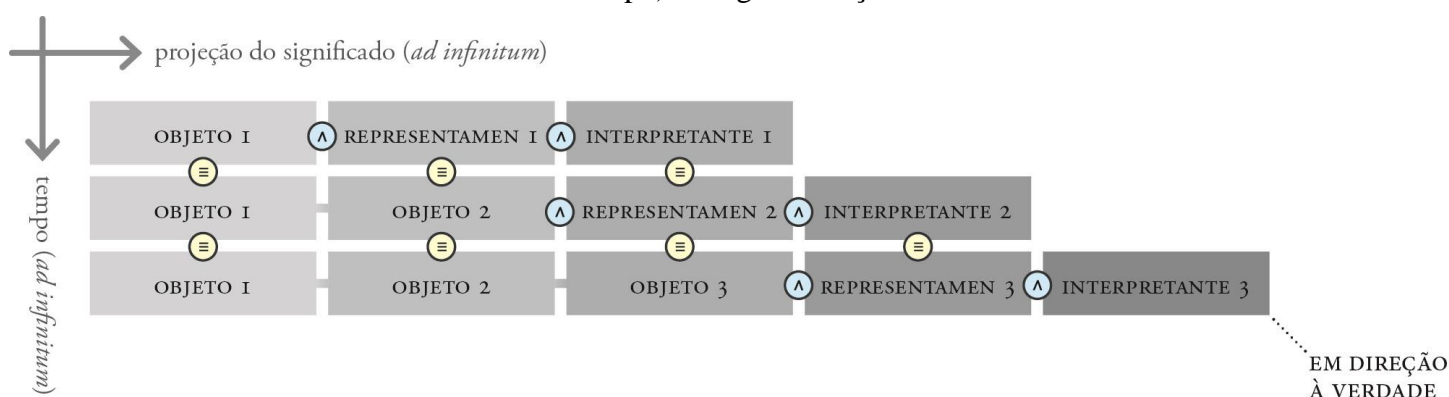 projeção do significado (ad infinitum)
tempo (ad infinitum)
OBJETO 1 ∧ REPRESENTAMEN 1 ∧ INTERPRETANTE 1
≡ ≡ ≡
OBJETO 1 OBJETO 2 ∧ REPRESENTAMEN 2 ∧ INTERPRETANTE 2
≡ ≡ ≡ ≡
OBJETO 1 OBJETO 2 OBJETO 3 ∧ REPRESENTAMEN 3 ∧ INTERPRETANTE 3
EM DIREÇÃO
À VERDADE